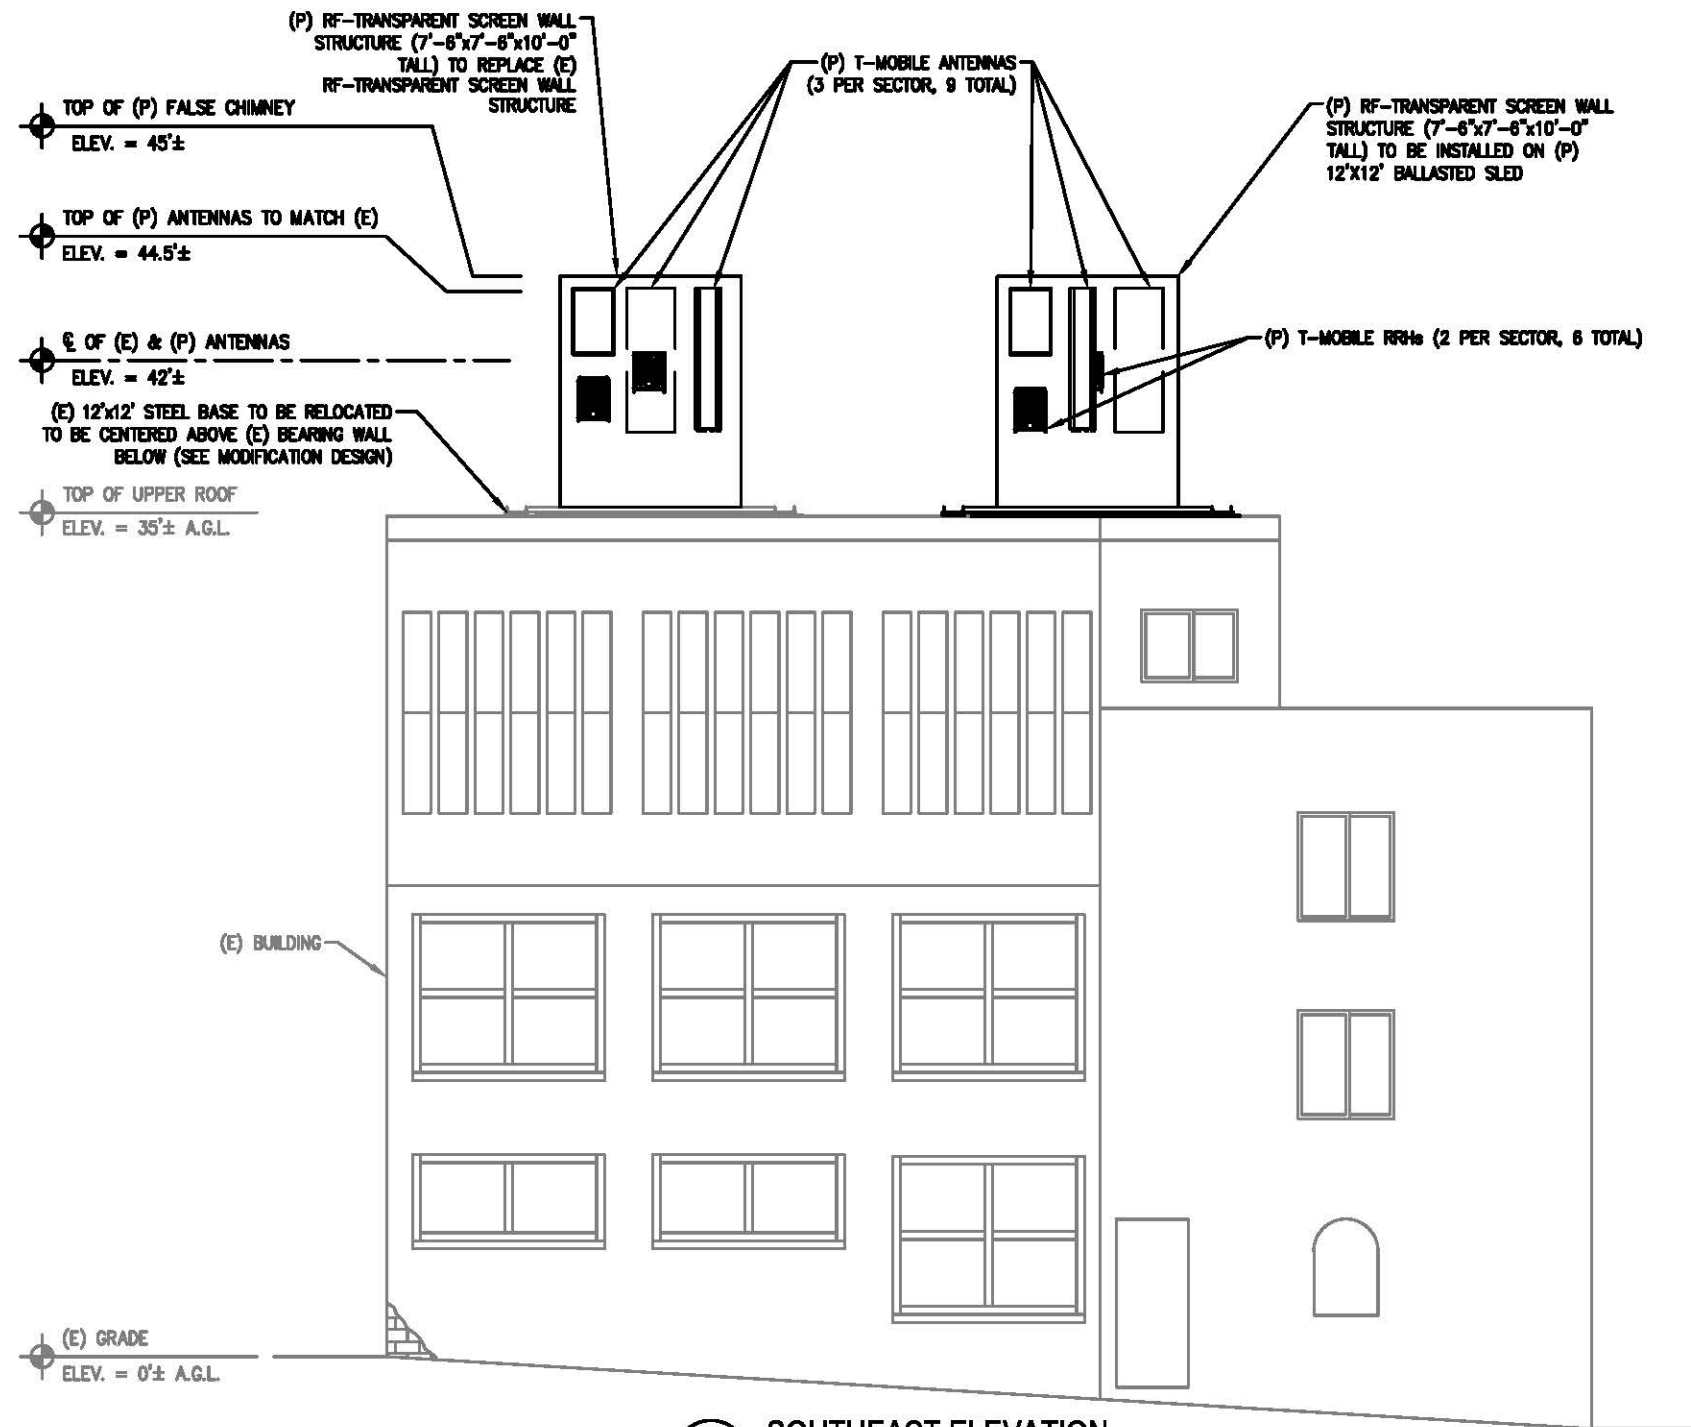 (P) RF-TRANSPARENT SCREEN WALL
STRUCTURE (7'-6"x7'-6"x10'-0"
TALL) TO REPLACE (E)
RF-TRANSPARENT SCREEN WALL
STRUCTURE
(P) T-MOBILE ANTENNAS
(3 PER SECTOR, 9 TOTAL)
(P) RF-TRANSPARENT SCREEN WALL
STRUCTURE (7'-6"x7'-6"x10'-0"
TALL) TO BE INSTALLED ON (P)
12'X12' BALLASTED SLED
TOP OF (P) FALSE CHIMNEY
ELEV. = 45'±
TOP OF (P) ANTENNAS TO MATCH (E)
ELEV. = 44.5'±
℄ OF (E) & (P) ANTENNAS
ELEV. = 42'±
(P) T-MOBILE RRHs (2 PER SECTOR, 6 TOTAL)
(E) 12'x12' STEEL BASE TO BE RELOCATED
TO BE CENTERED ABOVE (E) BEARING WALL
BELOW (SEE MODIFICATION DESIGN)
TOP OF UPPER ROOF
ELEV. = 35'± A.G.L.
(E) BUILDING
(E) GRADE
ELEV. = 0'± A.G.L.
SOUTHEAST ELEVATION